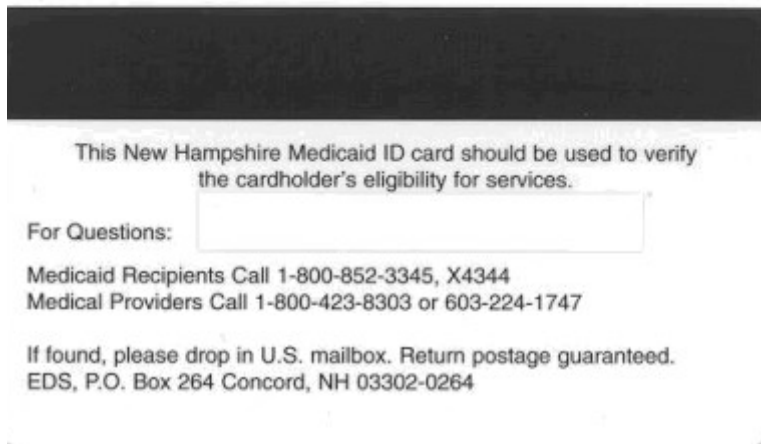 This New Hampshire Medicaid ID card should be used to verify
the cardholder's eligibility for services.
For Questions:
Medicaid Recipients Call 1-800-852-3345, X4344
Medical Providers Call 1-800-423-8303 or 603-224-1747
If found, please drop in U.S. mailbox. Return postage guaranteed.
EDS, P.O. Box 264 Concord, NH 03302-0264